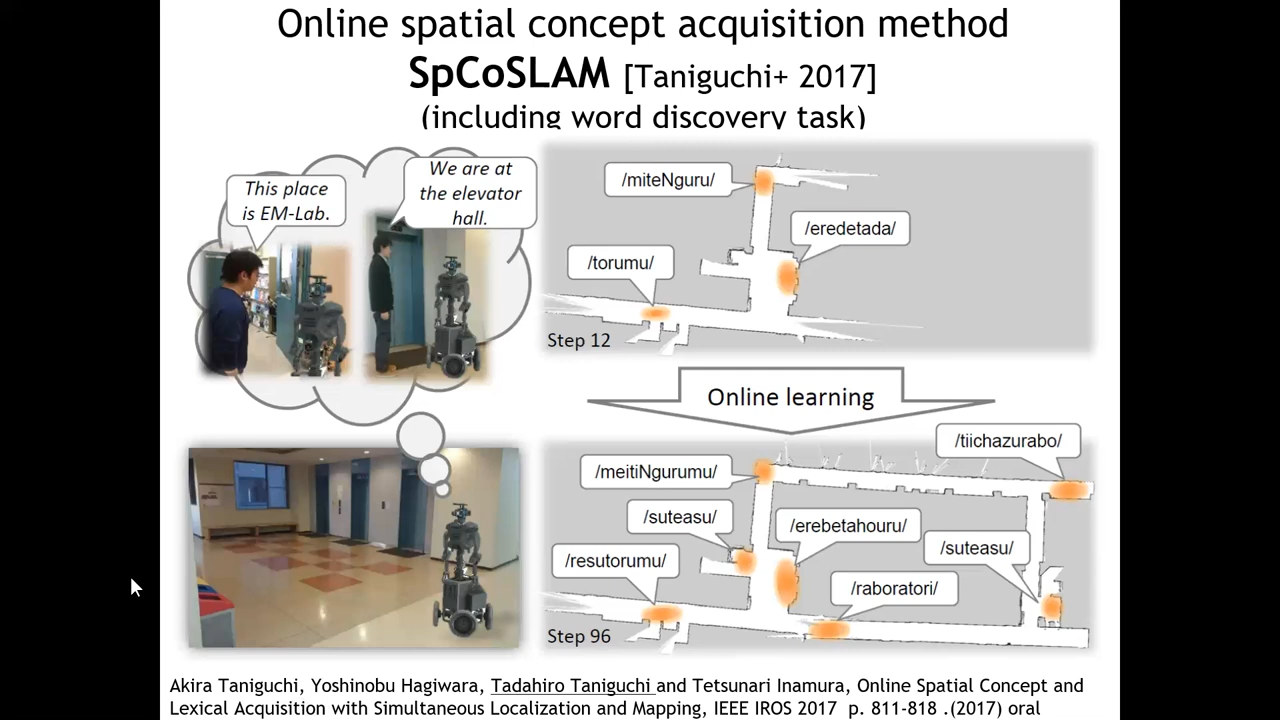 Online spatial concept acquisition method
SpCoSLAM [Taniguchi+ 2017]
(including word discovery task)
This place
is EM-Lab.
We are at
the elevator
hall.
/miteNguru/
/eredetada/
/torumu/
Step 12
Online learning
/tiichazurabo/
/meitiNgurumu/
/suteasu/
/erebetahouru/
/suteasu/
/resutorumu/
/raboratori/
Step 96
Akira Taniguchi, Yoshinobu Hagiwara, Tadahiro Taniguchi and Tetsunari Inamura, Online Spatial Concept and
Lexical Acquisition with Simultaneous Localization and Mapping, IEEE IROS 2017 p. 811-818 .(2017) oral